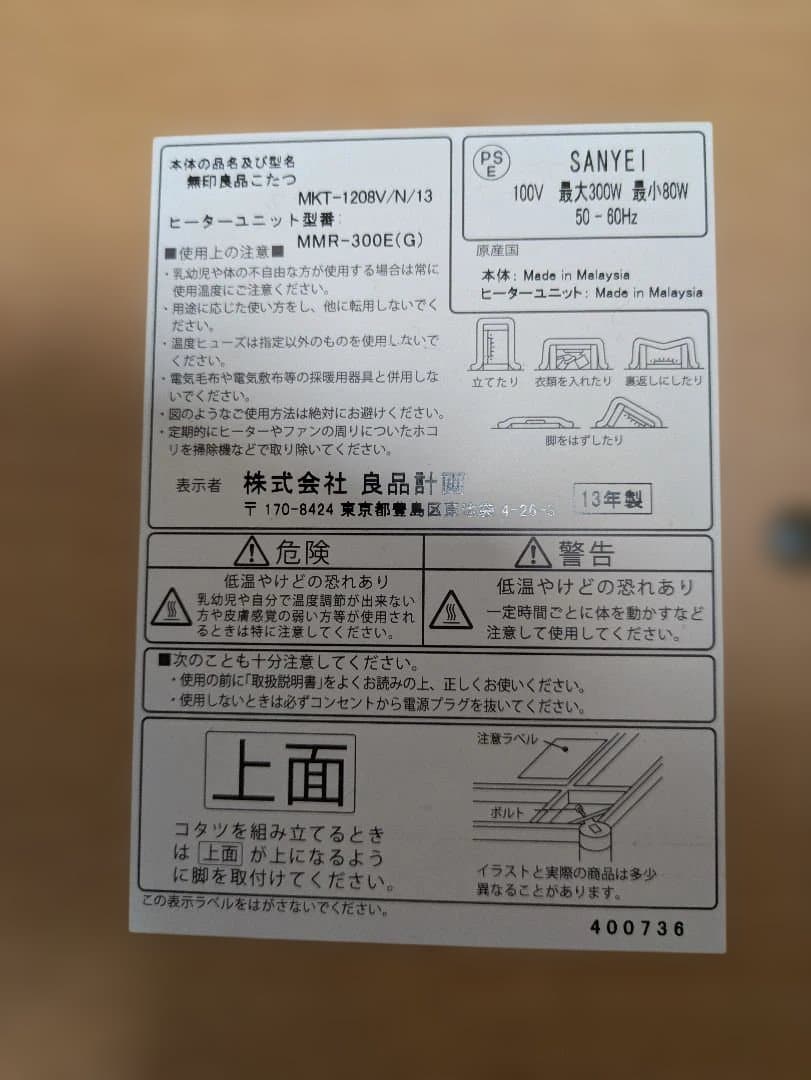 本体の品名及び型名
無印良品こたつ
MKT-1208V/N/13
ヒーターユニット型番:
MMR-300E(G)
PS
E
SANYEI
100V 最大300W 最小80W
50-60Hz
原産国
本体: Made in Malaysia
ヒーターユニット: Made in Malaysia
■使用上の注意■
・乳幼児や体の不自由な方が使用する場合は常に
使用温度にご注意ください。
・用途に応じた使い方をし、他に転用しないでく
ださい。
・温度ヒューズは指定以外のものを使用しないで
ください。
・電気毛布や電気敷布等の採暖用器具と併用しな
いでください。
・図のようなご使用方法は絶対にお避けください。
・定期的にヒーターやファンの周りについたホコ
リを掃除機などで取り除いてください。
立てたり 衣類を入れたり 裏返しにしたり
脚をはずしたり
表示者 株式会社 良品計画
〒170-8424 東京都豊島区東池袋 4-26-3
13年製
危険
低温やけどの恐れあり
乳幼児や自分で温度調節が出来ない
方や皮膚感覚の弱い方等が使用され
るときは特に注意してください。
警告
低温やけどの恐れあり
一定時間ごとに体を動かすなど
注意して使用してください。
■次のことも十分注意してください。
・使用の前に「取扱説明書」をよくお読みの上、正しくお使いください。
・使用しないときは必ずコンセントから電源プラグを抜いてください。
上面
コタツを組み立てるとき
は 上面 が上になるよう
に脚を取付けてください。
注意ラベル
ボルト
イラストと実際の商品は多少
異なることがあります。
この表示ラベルをはがさないでください。
400736